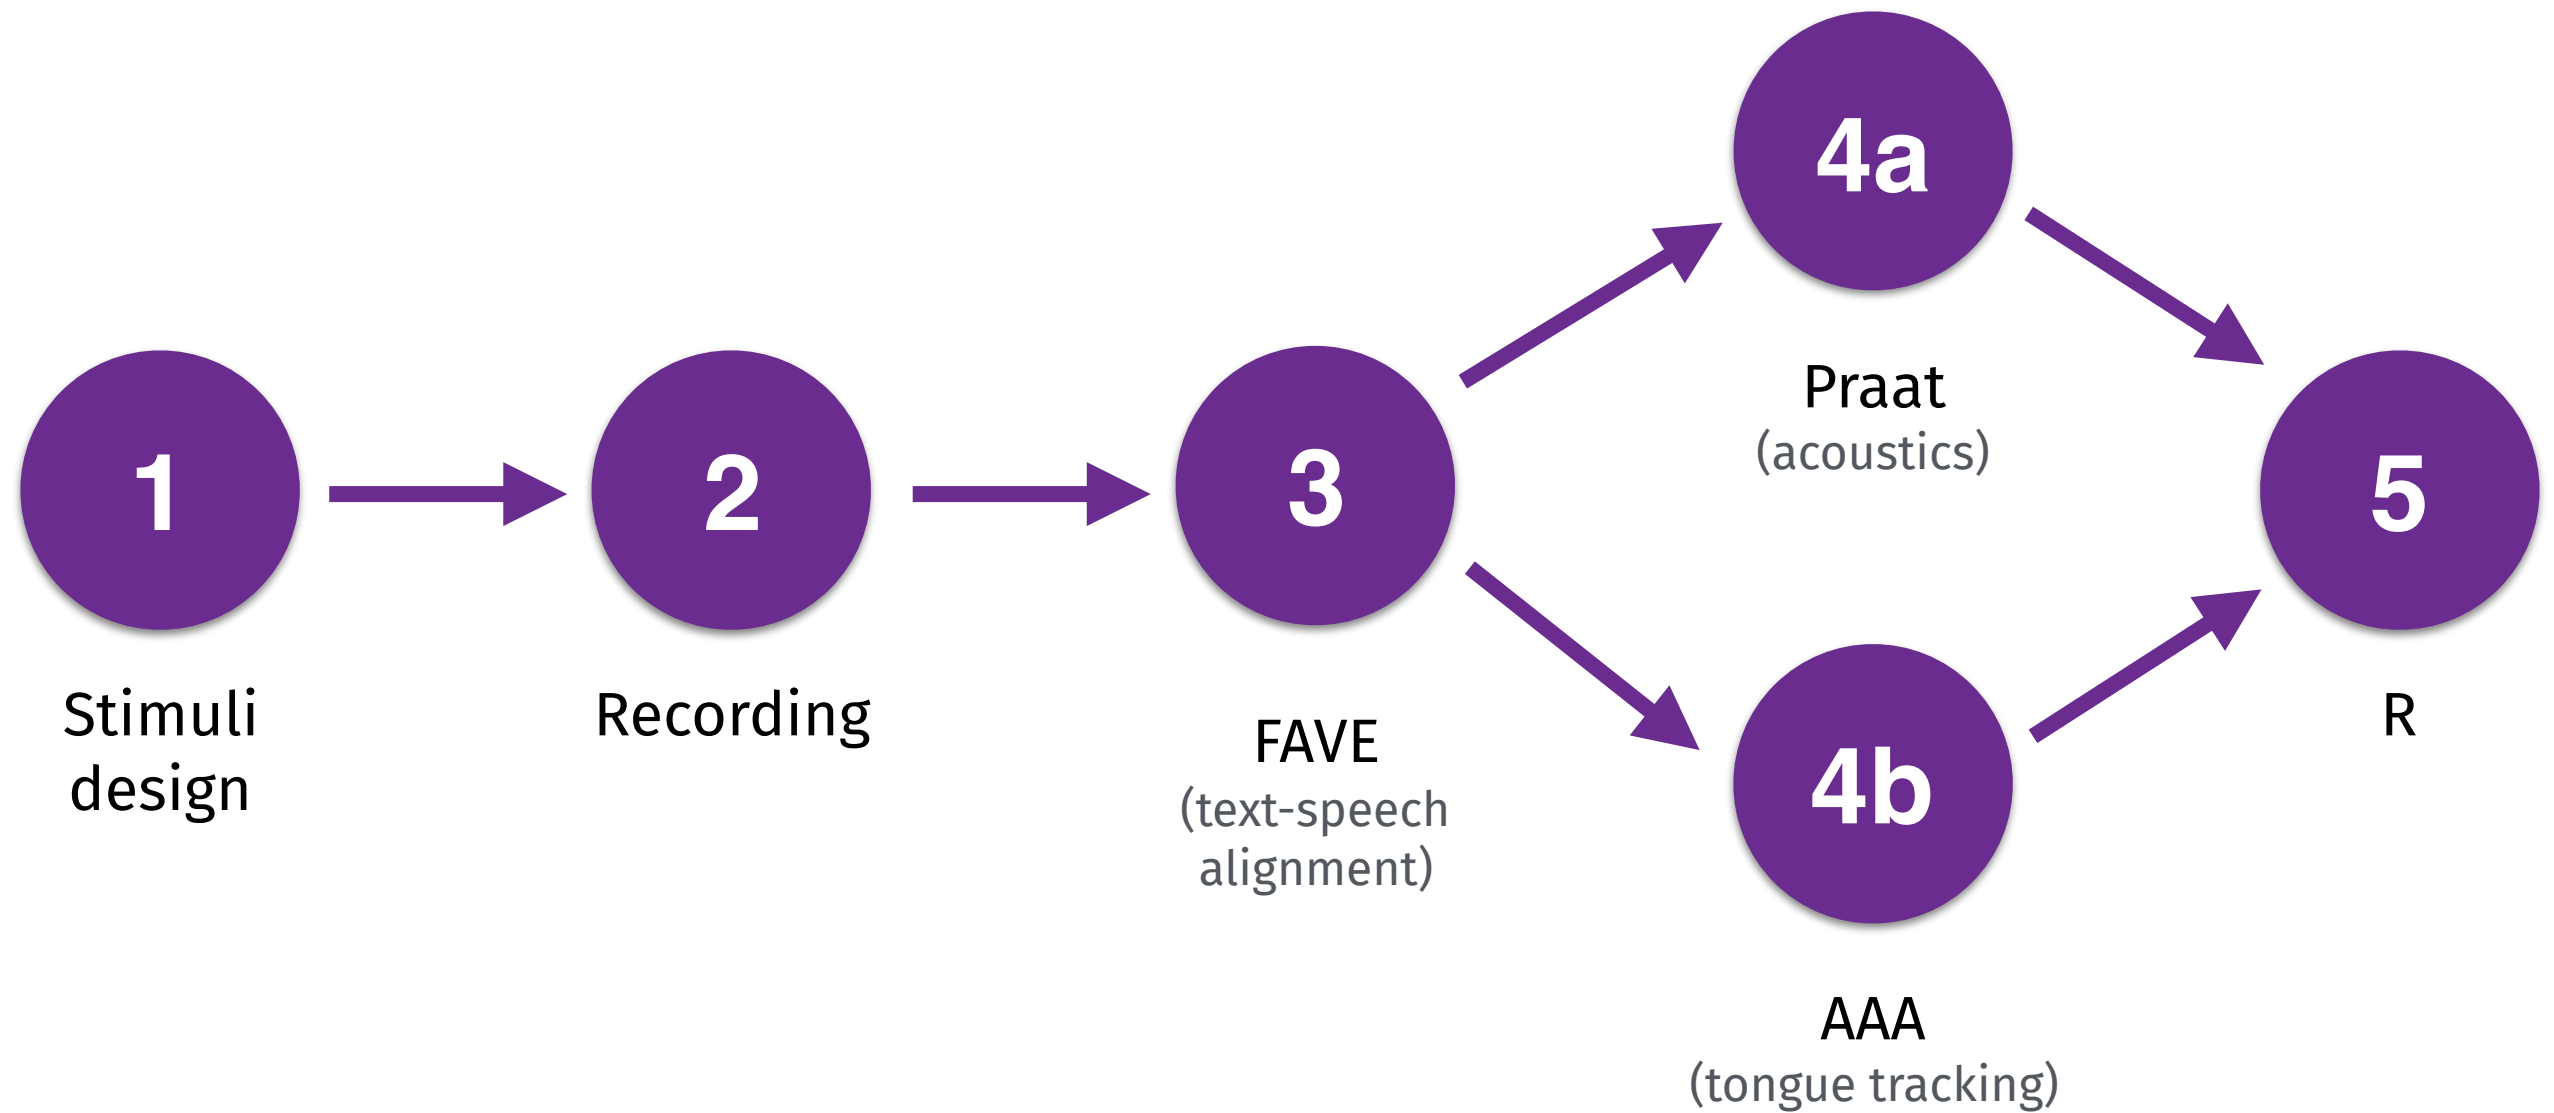 1
Stimuli
design
2
Recording
3
FAVE
(text-speech
alignment)
4a
Praat
(acoustics)
4b
AAA
(tongue tracking)
5
R